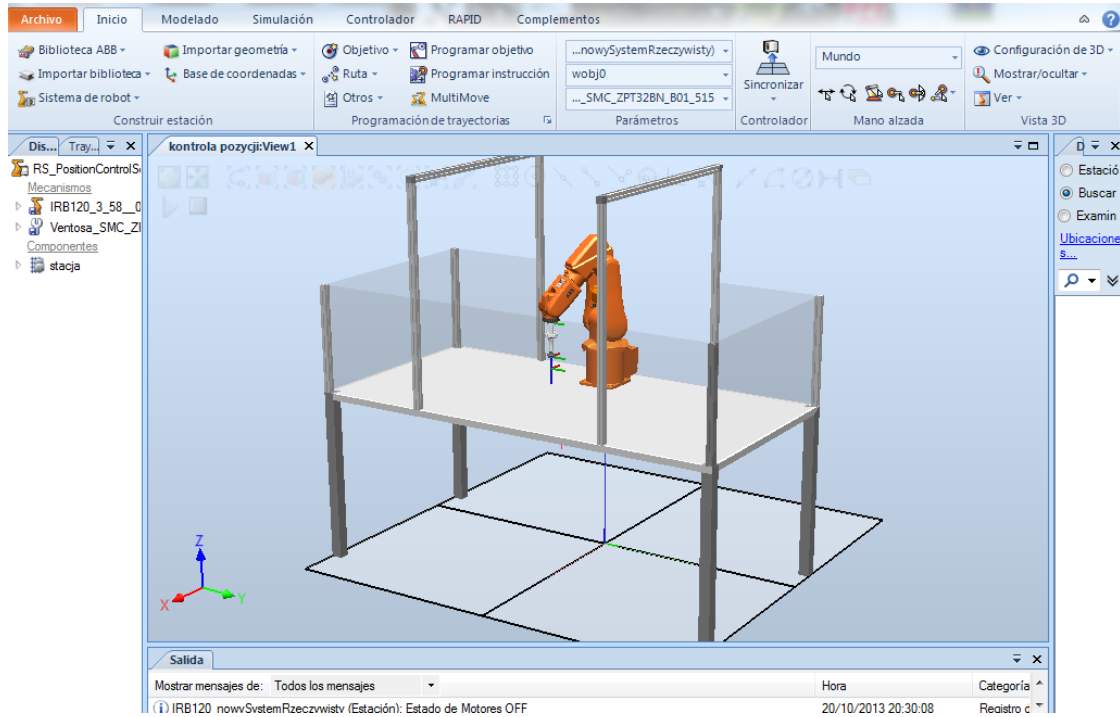 Archivo Inicio Modelado Simulación Controlador RAPID Complementos
Biblioteca ABB
Importar geometría
Importar biblioteca
Base de coordenadas
Sistema de robot
Construir estación
Objetivo
Programar objetivo
Ruta
Programar instrucción
Otros
MultiMove
Programación de trayectorias
...nowySystemRzeczywisty)
wobj0
..._SMC_ZPT32BN_B01_515
Parámetros
Sincronizar
Controlador
Mundo
Mano alzada
Configuración de 3D
Mostrar/ocultar
Ver
Vista 3D
Dis... Tray...
RS_PositionControlS
Mecanismos
IRB120_3_58__0
Ventosa_SMC_ZI
Componentes
stacja
kontrola pozycji:View1
Z
X
Y
D
Estació
Buscar
Examin
Ubicacione
s...
Salida
Mostrar mensajes de: Todos los mensajes Hora Categoría
IRB120_nowySystemRzeczywisty (Estación): Estado de Motores OFF 20/10/2013 20:30:08 Registro d